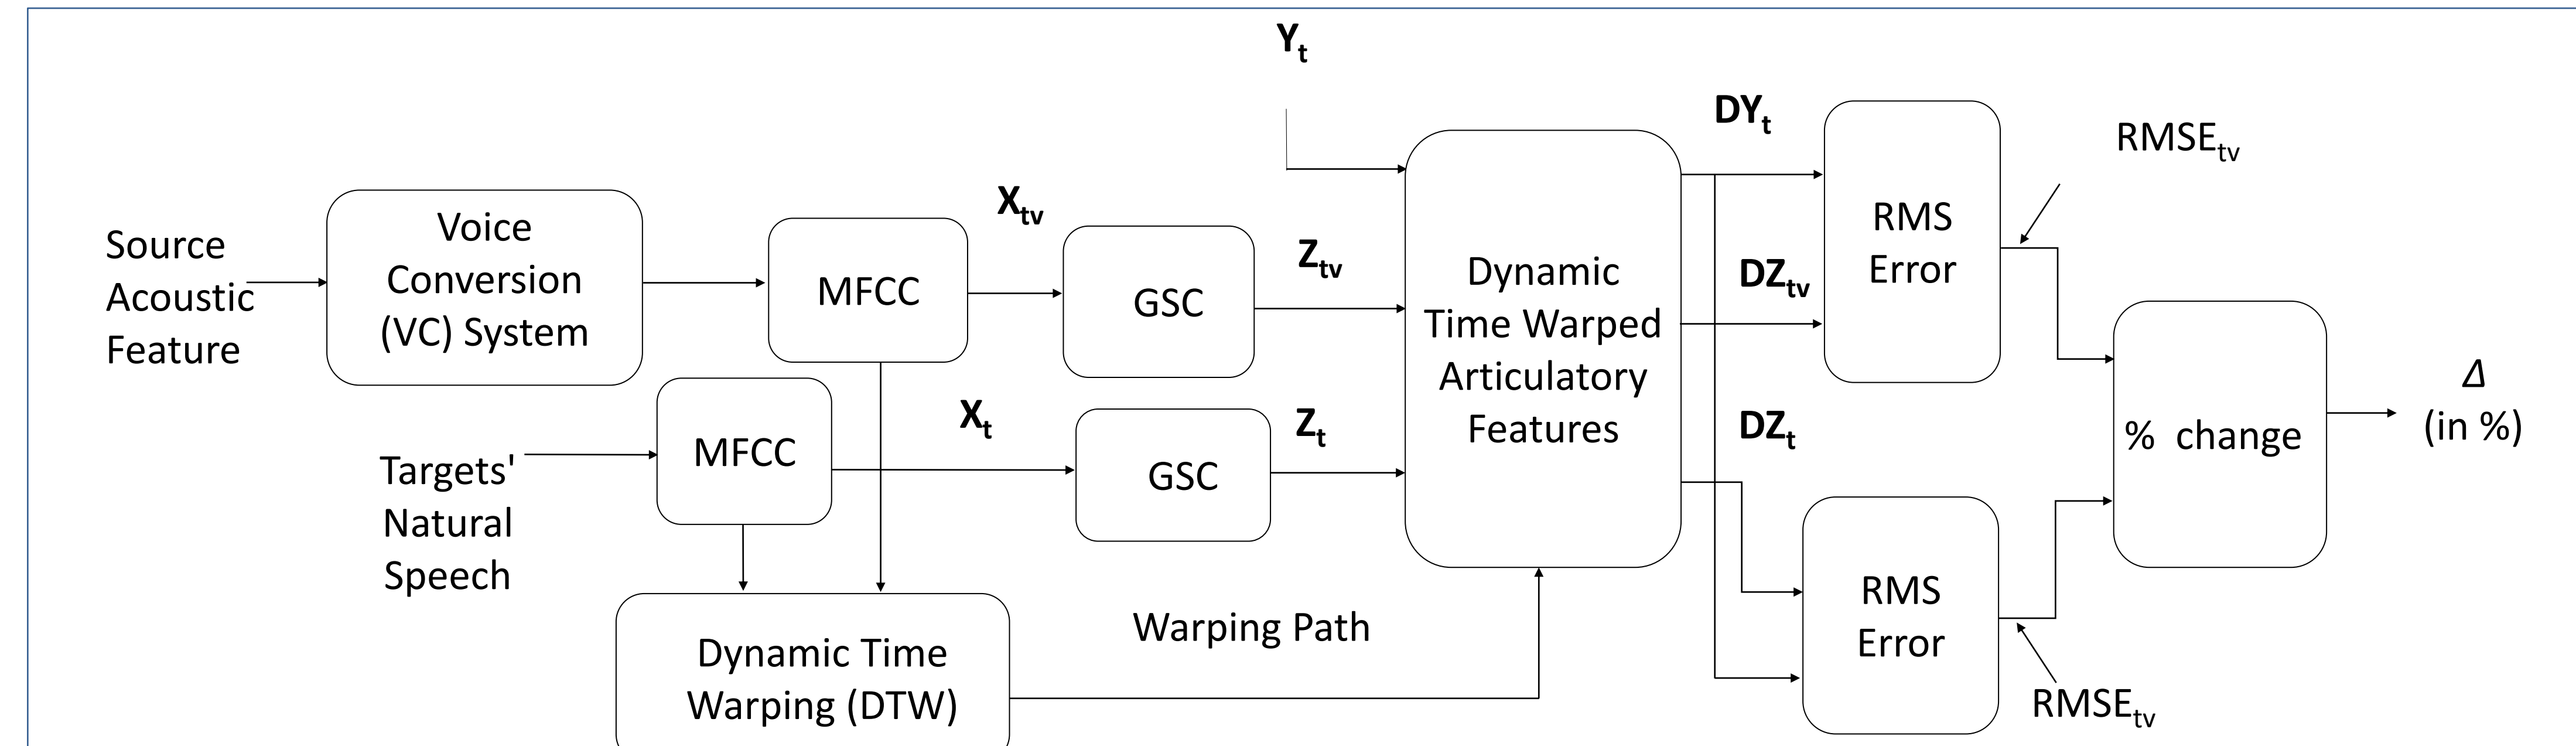 Y_t
DY_t
RMSE_tv
Source
Acoustic
Feature
Voice
Conversion
(VC) System
MFCC
X_tv
GSC
Z_tv
Dynamic
Time Warped
Articulatory
Features
DZ_tv
RMS
Error
Targets'
Natural
Speech
MFCC
X_t
GSC
Z_t
DZ_t
% change
Δ
(in %)
Dynamic Time
Warping (DTW)
Warping Path
RMS
Error
RMSE_tv